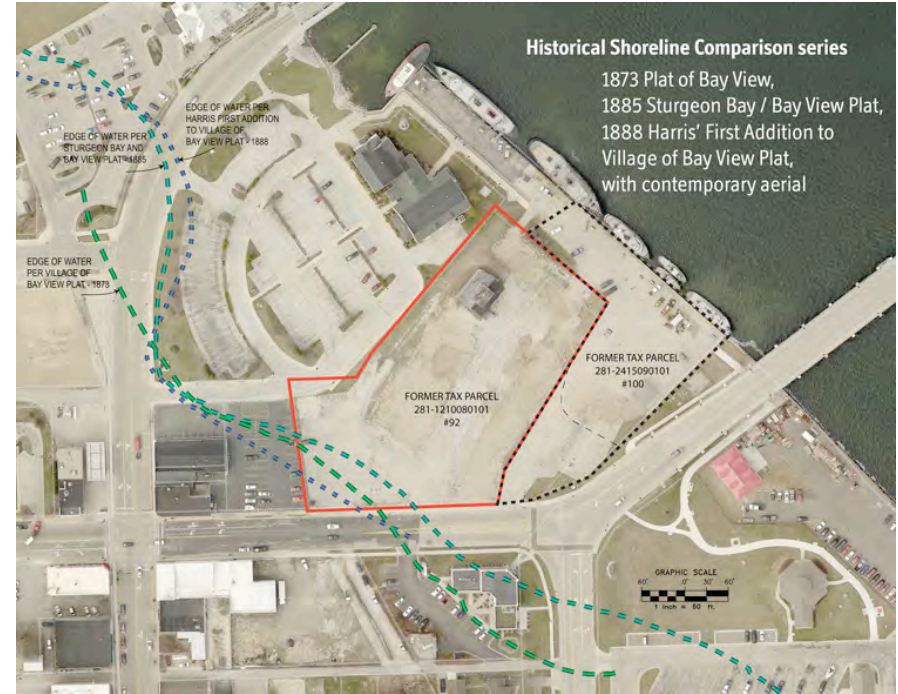 Historical Shoreline Comparison series
1873 Plat of Bay View,
1885 Sturgeon Bay / Bay View Plat,
1888 Harris’ First Addition to
Village of Bay View Plat,
with contemporary aerial
EDGE OF WATER PER
HARRIS FIRST ADDITION
TO VILLAGE OF
BAY VIEW PLAT - 1888
EDGE OF WATER PER
STURGEON BAY AND
BAY VIEW PLAT - 1885
EDGE OF WATER
PER VILLAGE OF
BAY VIEW PLAT - 1873
FORMER TAX PARCEL
281-2415090101
#100
FORMER TAX PARCEL
281-1210080101
#92
GRAPHIC SCALE
60' 0' 30' 60'
1 inch = 60 ft.